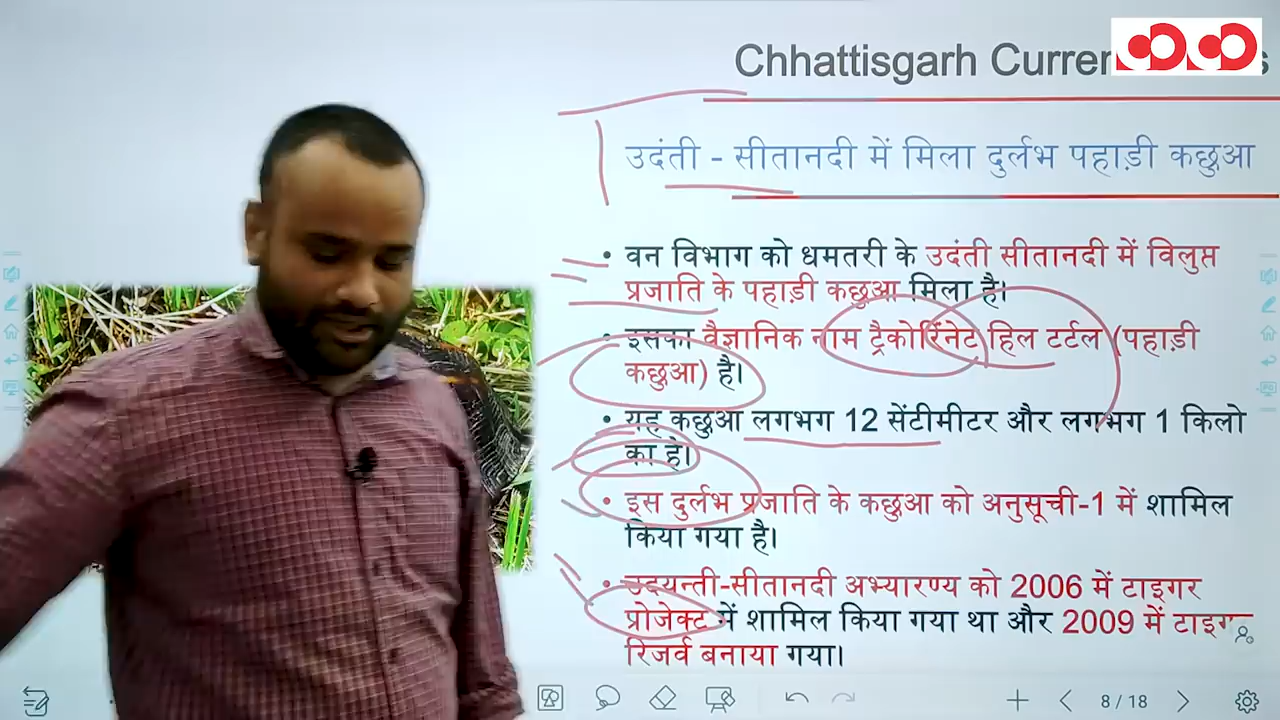 Chhattisgarh Curren
उदंती - सीतानदी में मिला दुर्लभ पहाड़ी कछुआ
• वन विभाग को धमतरी के उदंती सीतानदी में विलुप्त
प्रजाति के पहाड़ी कछुआ मिला है।
• इसका वैज्ञानिक नाम ट्रैकोरिंनेट हिल टर्टल (पहाड़ी
कछुआ) है।
• यह कछुआ लगभग 12 सेंटीमीटर और लगभग 1 किलो
का है।
• इस दुर्लभ प्रजाति के कछुआ को अनुसूची-1 में शामिल
किया गया है।
• उदयन्ती-सीतानदी अभ्यारण्य को 2006 में टाइगर
प्रोजेक्ट में शामिल किया गया था और 2009 में टाइगर
रिजर्व बनाया गया।
8 / 18